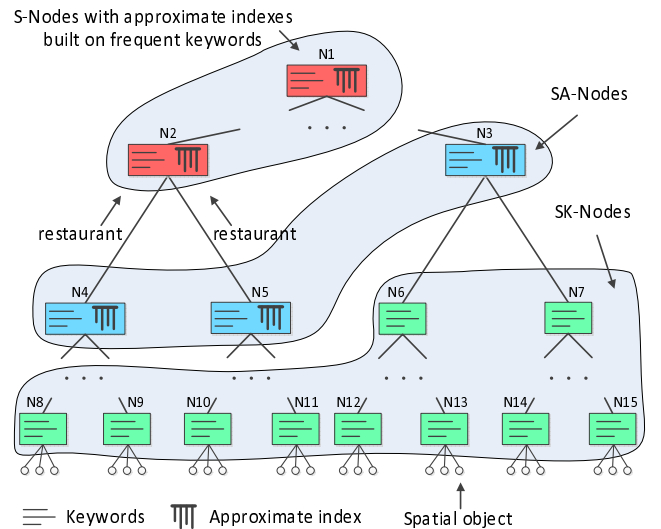 S-Nodes with approximate indexes
built on frequent keywords
N1
SA-Nodes
N2
N3
SK-Nodes
restaurant
restaurant
N4
N5
N6
N7
. . .
. . .
. . .
. . .
. . .
N8
N9
N10
N11
N12
N13
N14
N15
Keywords
Approximate index
Spatial object